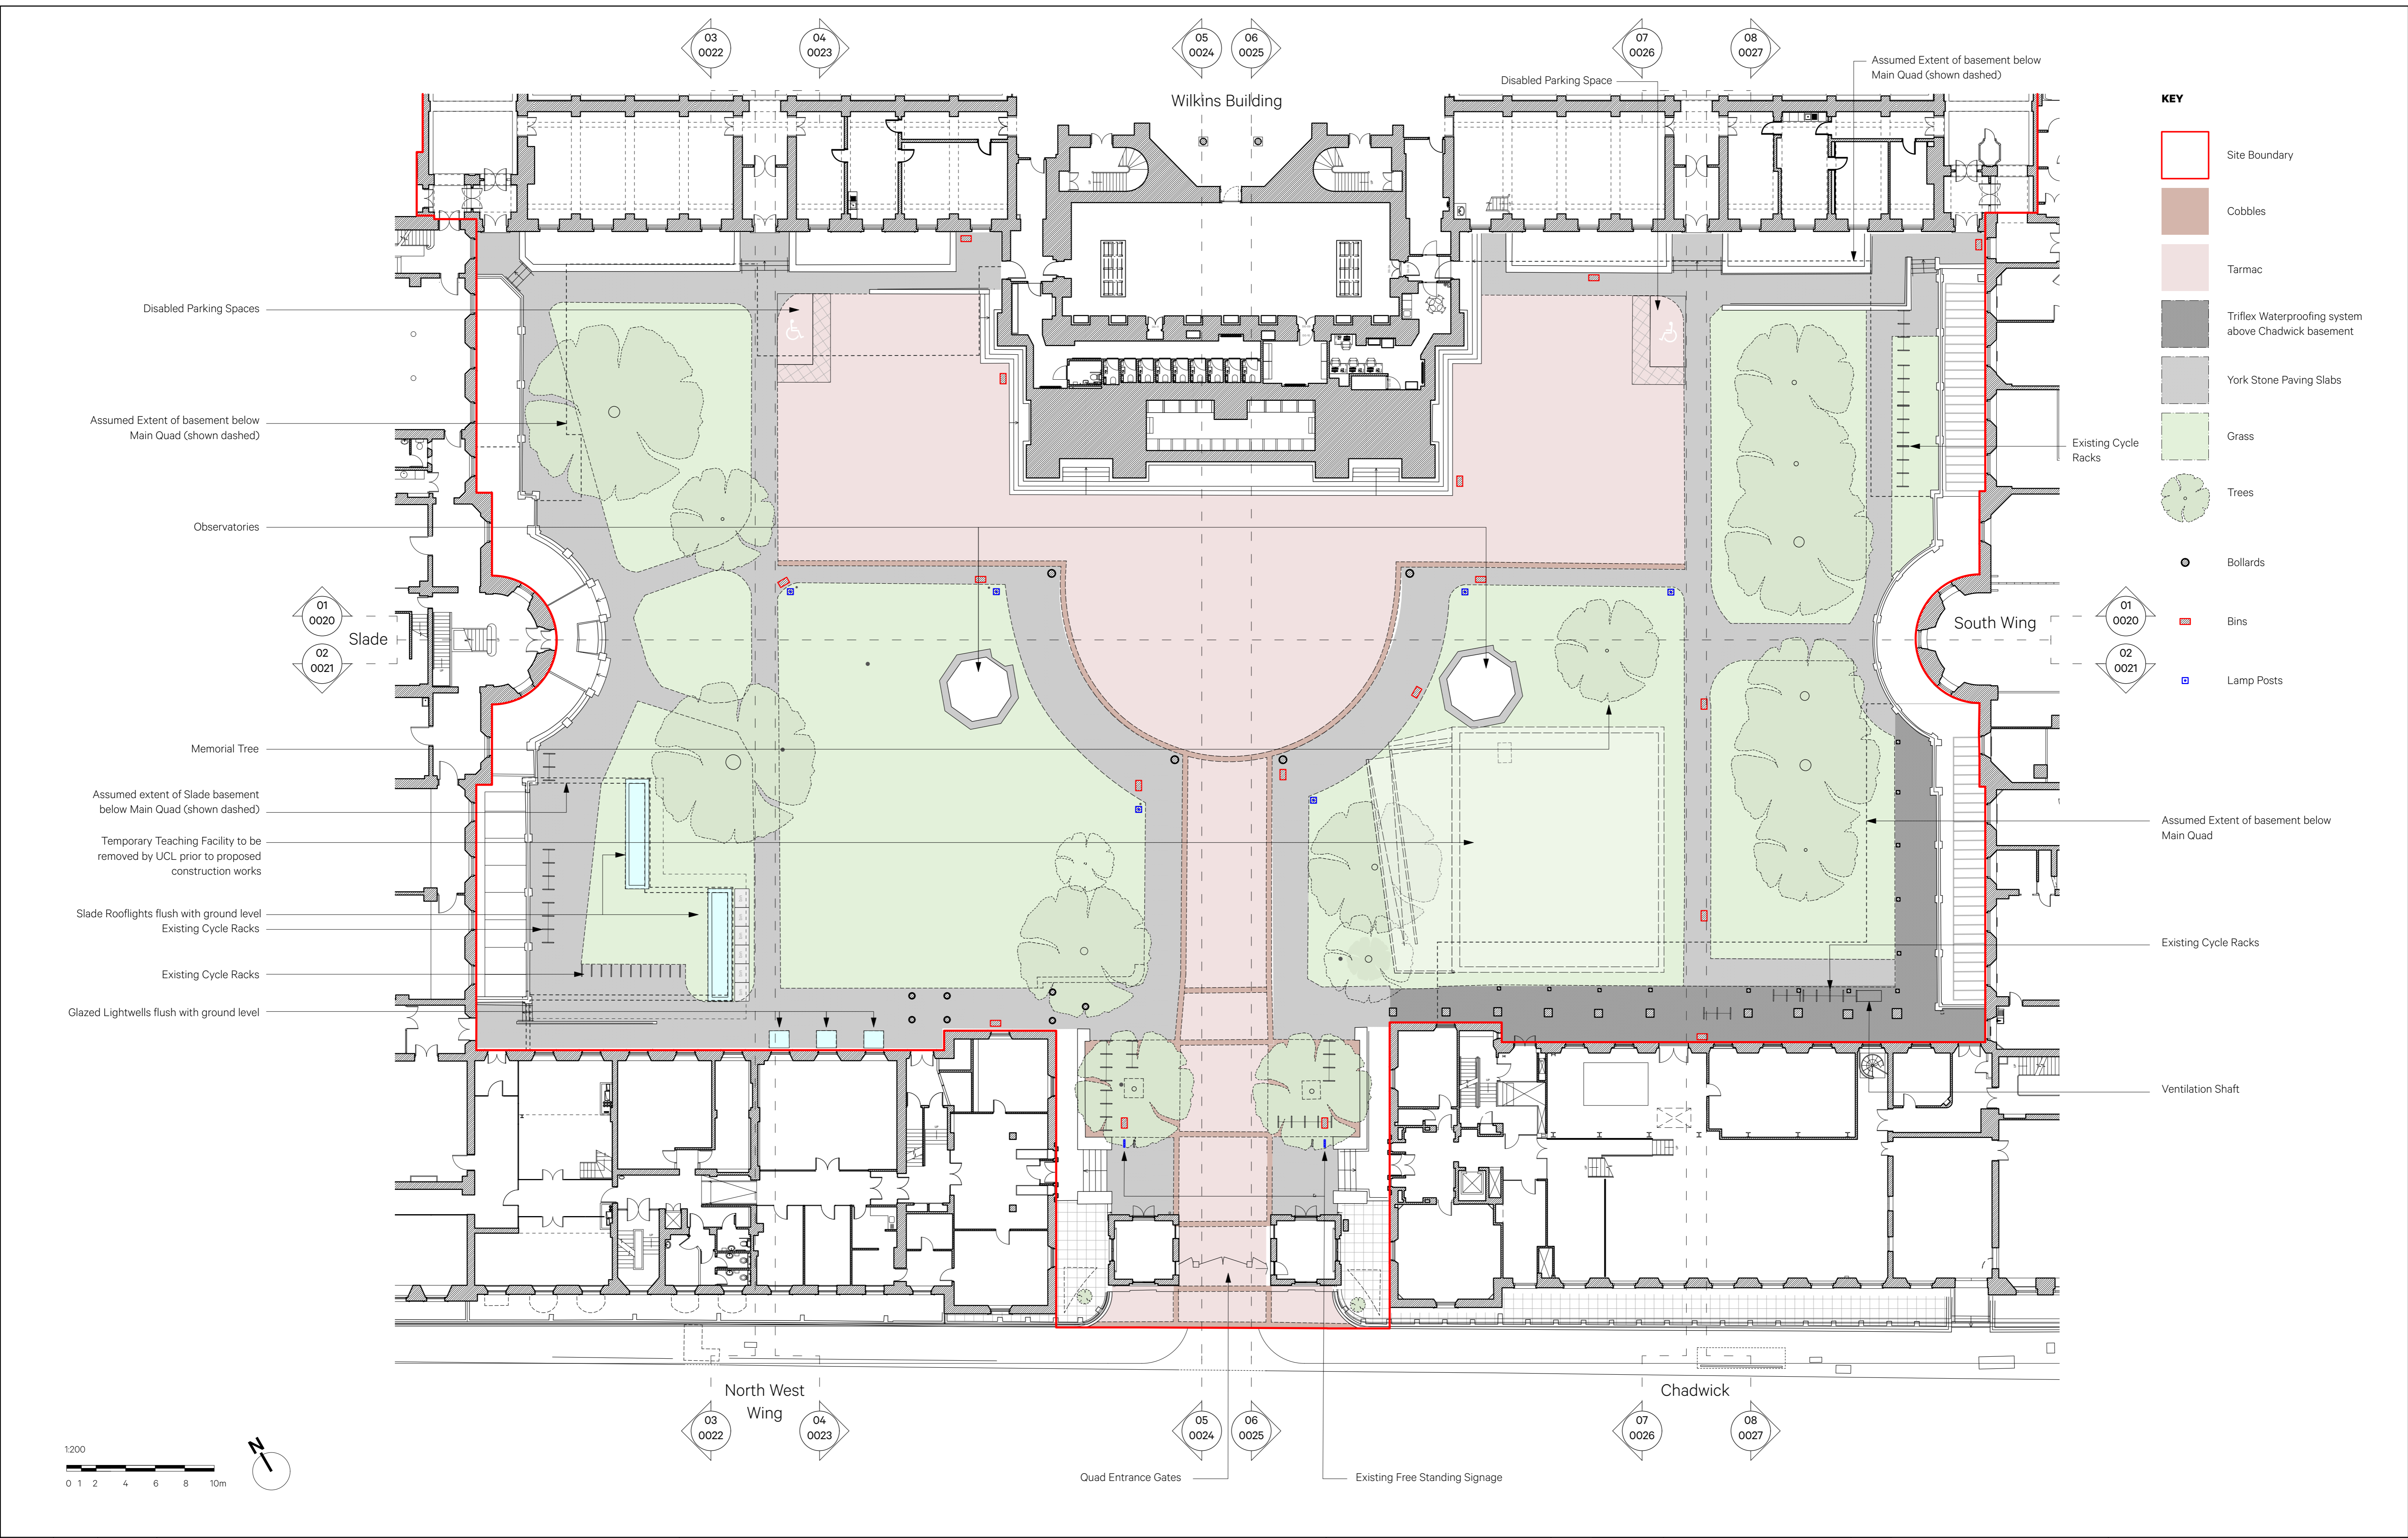 03
0022
04
0023
05
0024
06
0025
07
0026
08
0027
Wilkins Building
Disabled Parking Space
Assumed Extent of basement below
Main Quad (shown dashed)
KEY
Site Boundary
Cobbles
Tarmac
Triflex Waterproofing system
above Chadwick basement
York Stone Paving Slabs
Grass
Trees
Bollards
Bins
Lamp Posts
Disabled Parking Spaces
Assumed Extent of basement below
Main Quad (shown dashed)
Observatories
Existing Cycle
Racks
01
0020
02
0021
Slade
South Wing
01
0020
02
0021
Memorial Tree
Assumed extent of Slade basement
below Main Quad (shown dashed)
Temporary Teaching Facility to be
removed by UCL prior to proposed
construction works
Slade Rooflights flush with ground level
Existing Cycle Racks
Existing Cycle Racks
Glazed Lightwells flush with ground level
Assumed Extent of basement below
Main Quad
Existing Cycle Racks
Ventilation Shaft
North West
Wing
Chadwick
03
0022
04
0023
05
0024
06
0025
07
0026
08
0027
Quad Entrance Gates
Existing Free Standing Signage
1:200
0 1 2 4 6 8 10m
N